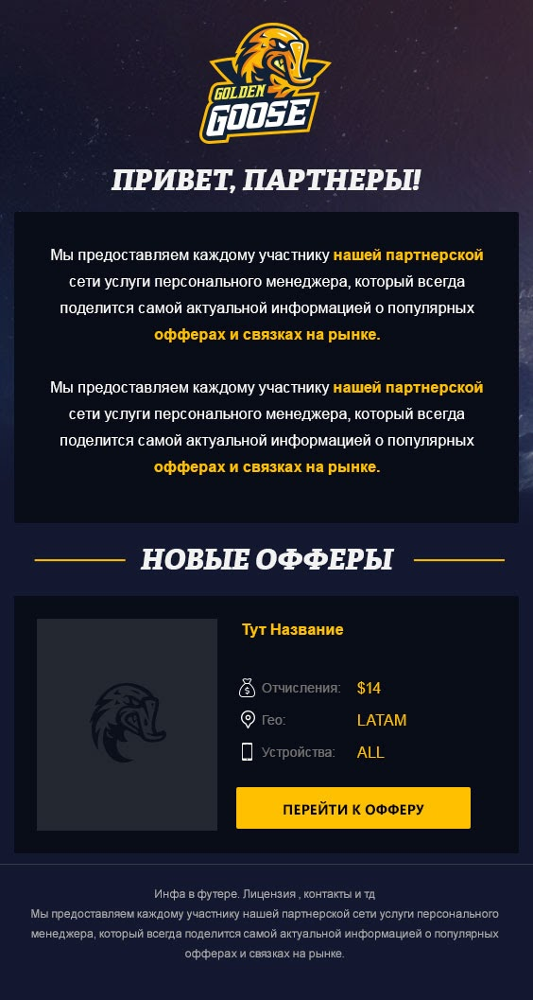 GOLDEN
GOOSE
ПРИВЕТ, ПАРТНЕРЫ!
Мы предоставляем каждому участнику нашей партнерской
сети услуги персонального менеджера, который всегда
поделится самой актуальной информацией о популярных
офферах и связках на рынке.
Мы предоставляем каждому участнику нашей партнерской
сети услуги персонального менеджера, который всегда
поделится самой актуальной информацией о популярных
офферах и связках на рынке.
НОВЫЕ ОФФЕРЫ
Тут Название
Отчисления: $14
Гео: LATAM
Устройства: ALL
ПЕРЕЙТИ К ОФФЕРУ
Инфа в футере. Лицензия , контакты и тд
Мы предоставляем каждому участнику нашей партнерской сети услуги персонального
менеджера, который всегда поделится самой актуальной информацией о популярных
офферах и связках на рынке.